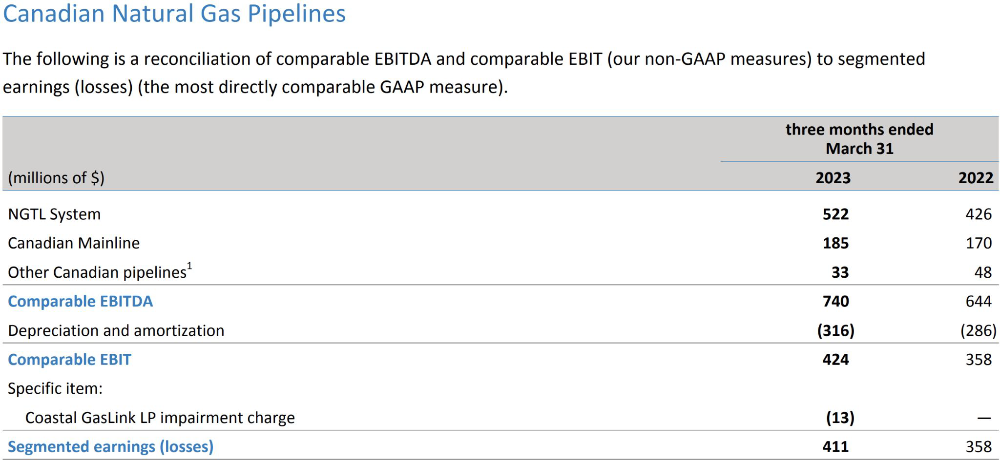 Canadian Natural Gas Pipelines
The following is a reconciliation of comparable EBITDA and comparable EBIT (our non-GAAP measures) to segmented
earnings (losses) (the most directly comparable GAAP measure).
three months ended
March 31
(millions of $) 2023 2022
NGTL System 522 426
Canadian Mainline 185 170
Other Canadian pipelines¹ 33 48
Comparable EBITDA 740 644
Depreciation and amortization (316) (286)
Comparable EBIT 424 358
Specific item:
Coastal GasLink LP impairment charge (13) —
Segmented earnings (losses) 411 358